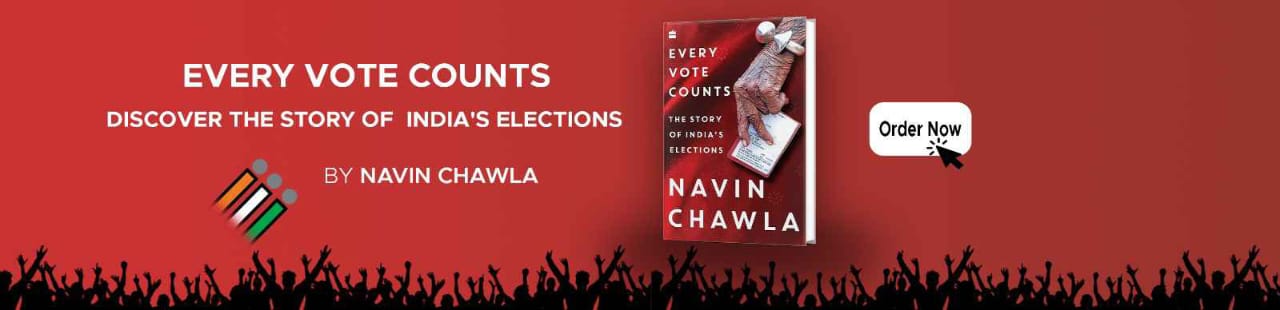 EVERY VOTE COUNTS
DISCOVER THE STORY OF INDIA'S ELECTIONS
BY NAVIN CHAWLA
EVERY
VOTE
COUNTS
THE STORY
OF INDIA'S
ELECTIONS
NAVIN
CHAWLA
Order Now